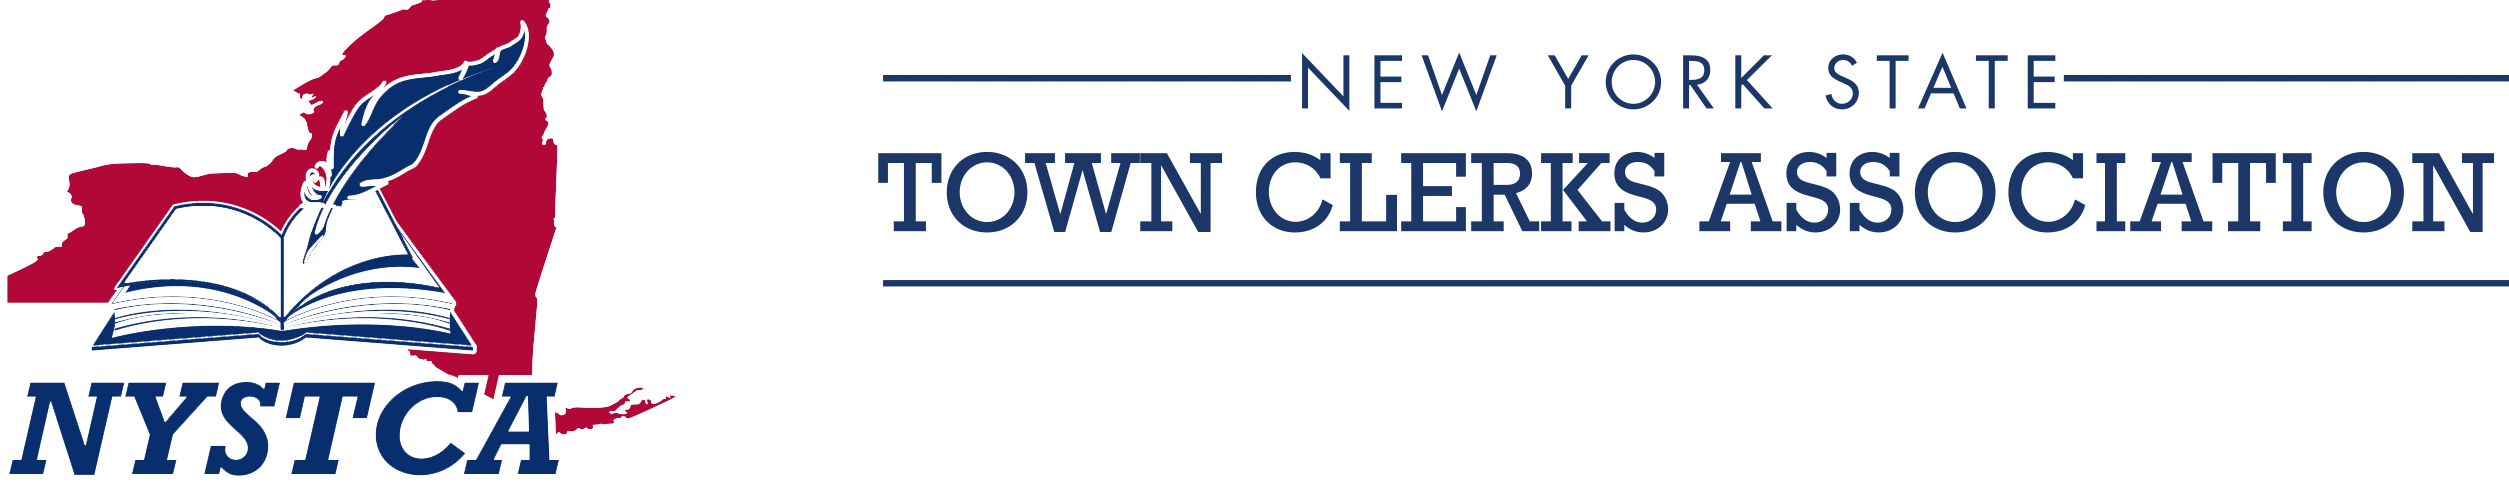 NEW YORK STATE
TOWN CLERKS ASSOCIATION
NYSTCA